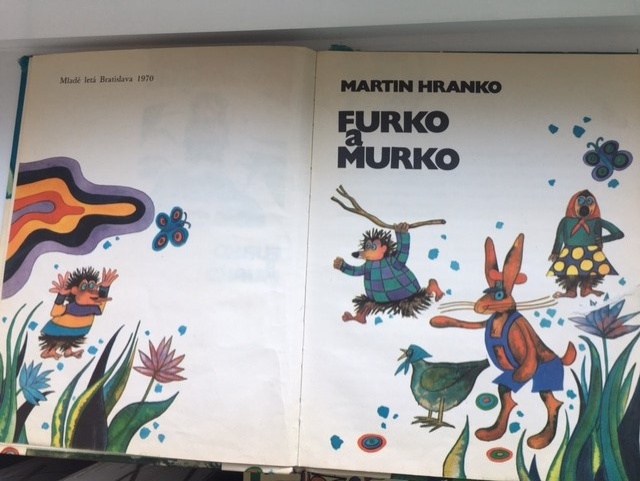 Mladé letá Bratislava 1970
MARTIN HRANKO
FURKO
a
MURKO